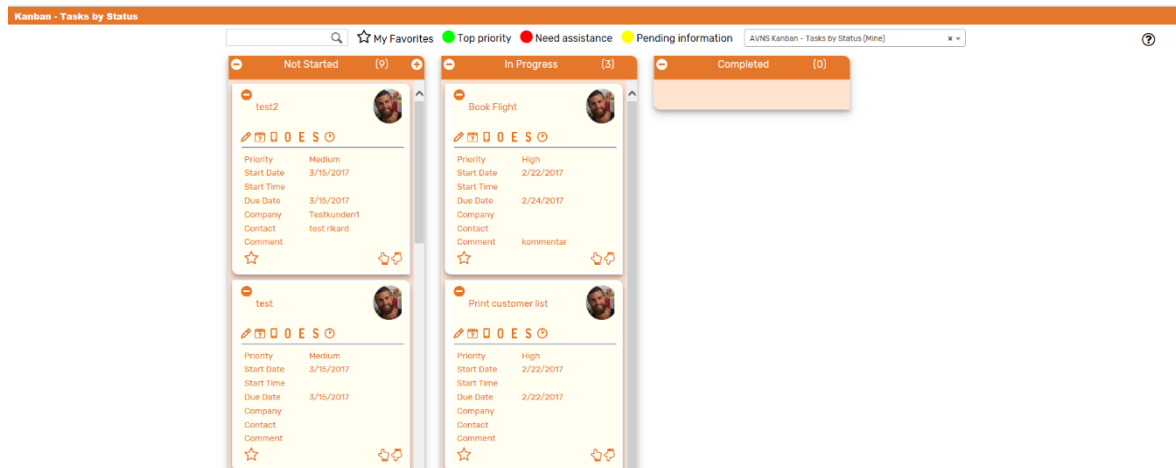 Kanban - Tasks by Status
My Favorites Top priority Need assistance Pending information AVNS Kanban - Tasks by Status (Mine)
Not Started (9)
test2
O E S
Priority Medium
Start Date 3/15/2017
Start Time
Due Date 3/15/2017
Company Testkunden1
Contact test rikard
Comment
test
O E S
Priority Medium
Start Date 3/15/2017
Start Time
Due Date 3/15/2017
Company
Contact
Comment
In Progress (3)
Book Flight
O E S
Priority High
Start Date 2/22/2017
Start Time
Due Date 2/24/2017
Company
Contact
Comment kommentar
Print customer list
O E S
Priority High
Start Date 2/22/2017
Start Time
Due Date 2/22/2017
Company
Contact
Comment
Completed (0)